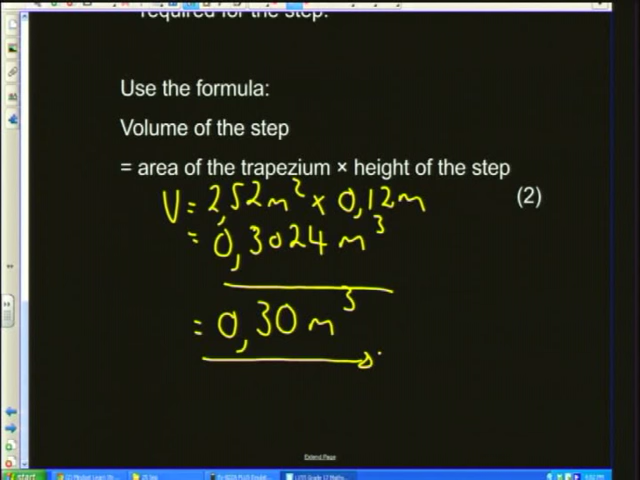 required for the step.
Use the formula:
Volume of the step
= area of the trapezium × height of the step
(2)
V = 2,52 m² × 0,12 m
= 0,3024 m³
= 0,30 m³
Extend Page
start